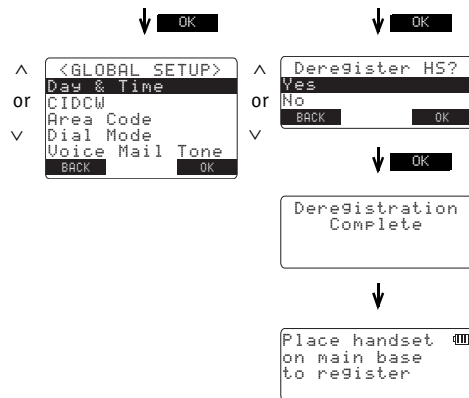 OK
<GLOBAL SETUP>
Day & Time
CIDCW
Area Code
Dial Mode
Voice Mail Tone
BACK OK
or
OK
Deregister HS?
Yes
No
BACK OK
or
OK
Deregistration
Complete
Place handset
on main base
to register